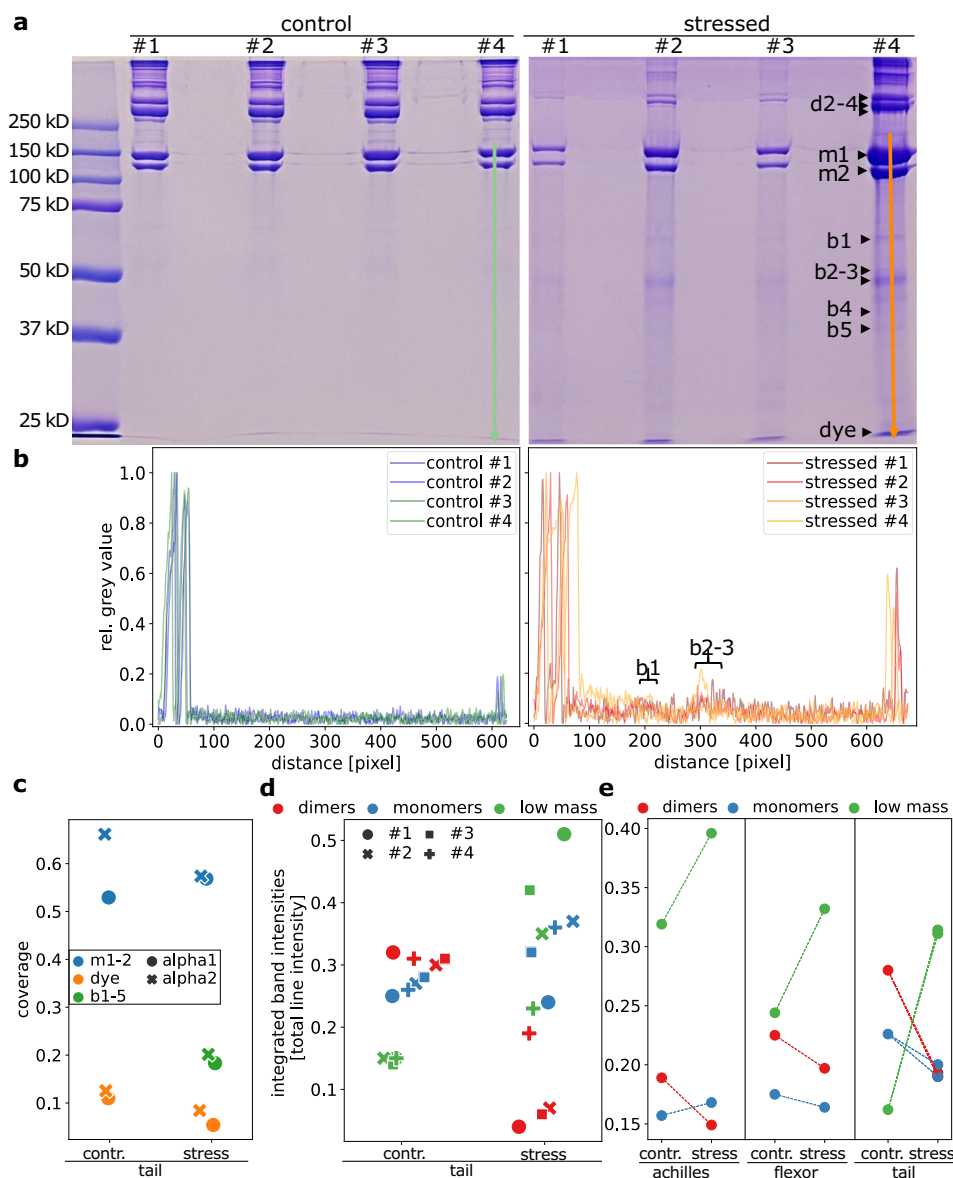 a
control
stressed
#1 #2 #3 #4 #1 #2 #3 #4
250 kD
150 kD
100 kD
75 kD
50 kD
37 kD
25 kD
d2-4
m1
m2
b1
b2-3
b4
b5
dye
b
control #1
control #2
control #3
control #4
stressed #1
stressed #2
stressed #3
stressed #4
b1
b2-3
rel. grey value
1.0
0.8
0.6
0.4
0.2
0.0
0 100 200 300 400 500 600
distance [pixel]
0 100 200 300 400 500 600
distance [pixel]
c
coverage
0.6
0.5
0.4
0.3
0.2
0.1
m1-2 alpha1
dye alpha2
b1-5
contr. stress
tail
d
dimers monomers low mass
#1 #3
#2 #4
integrated band intensities
[total line intensity]
0.5
0.4
0.3
0.2
0.1
contr. stress
tail
e
dimers monomers low mass
0.40
0.35
0.30
0.25
0.20
0.15
contr. stress contr. stress contr. stress
achilles flexor tail